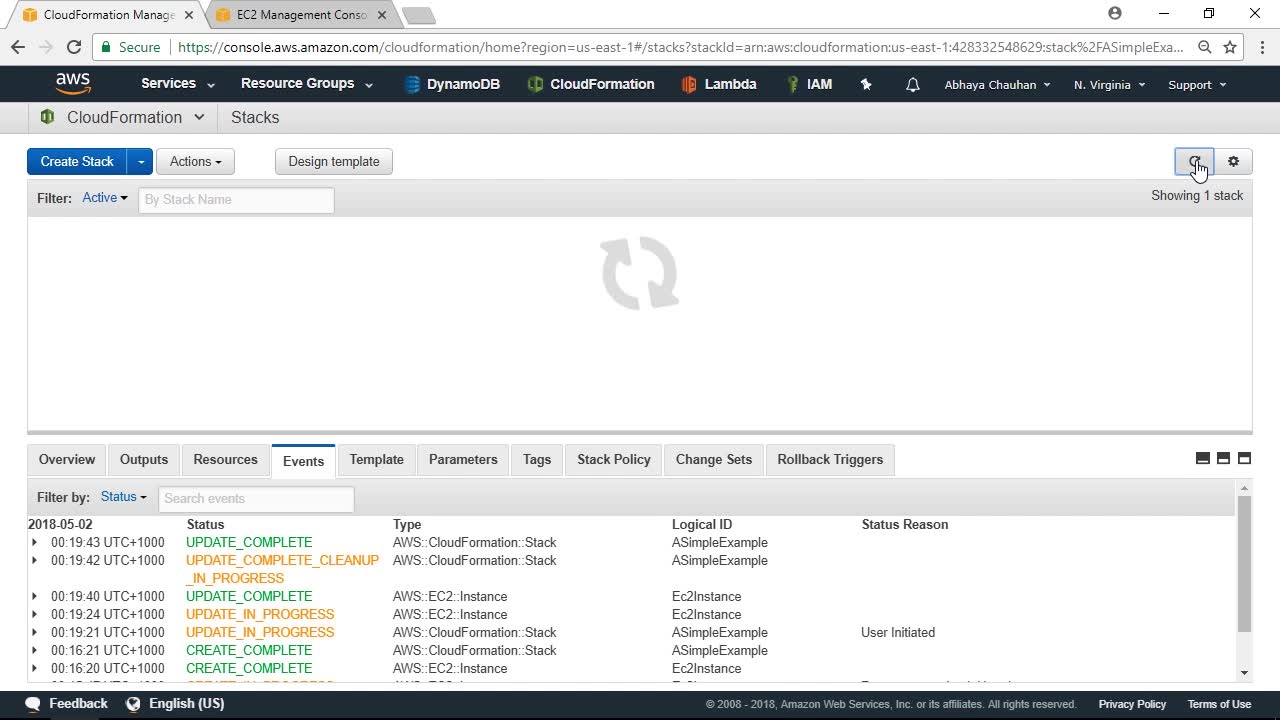 CloudFormation Manage
EC2 Management Conso
Secure
https://console.aws.amazon.com/cloudformation/home?region=us-east-1#/stacks?stackId=arn:aws:cloudformation:us-east-1:428332548629:stack%2FASimpleExa...
aws Services Resource Groups DynamoDB CloudFormation Lambda IAM Abhaya Chauhan N. Virginia Support
CloudFormation Stacks
Create Stack Actions Design template
Filter: Active By Stack Name Showing 1 stack
Overview Outputs Resources Events Template Parameters Tags Stack Policy Change Sets Rollback Triggers
Filter by: Status Search events
2018-05-02 Status Type Logical ID Status Reason
00:19:43 UTC+1000 UPDATE_COMPLETE AWS::CloudFormation::Stack ASimpleExample
00:19:42 UTC+1000 UPDATE_COMPLETE_CLEANUP AWS::CloudFormation::Stack ASimpleExample
_IN_PROGRESS
00:19:40 UTC+1000 UPDATE_COMPLETE AWS::EC2::Instance Ec2Instance
00:19:24 UTC+1000 UPDATE_IN_PROGRESS AWS::EC2::Instance Ec2Instance
00:19:21 UTC+1000 UPDATE_IN_PROGRESS AWS::CloudFormation::Stack ASimpleExample User Initiated
00:16:21 UTC+1000 CREATE_COMPLETE AWS::CloudFormation::Stack ASimpleExample
00:16:20 UTC+1000 CREATE_COMPLETE AWS::EC2::Instance Ec2Instance
Feedback English (US) © 2008 - 2018, Amazon Web Services, Inc. or its affiliates. All rights reserved. Privacy Policy Terms of Use